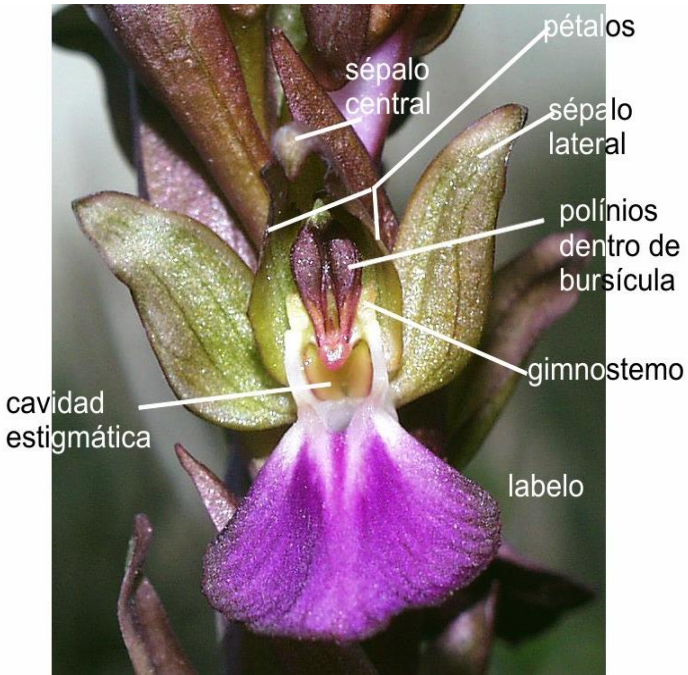 pétalos
sépalo
central
sépalo
lateral
polínios
dentro de
bursícula
gimnostemo
cavidad
estigmática
labelo